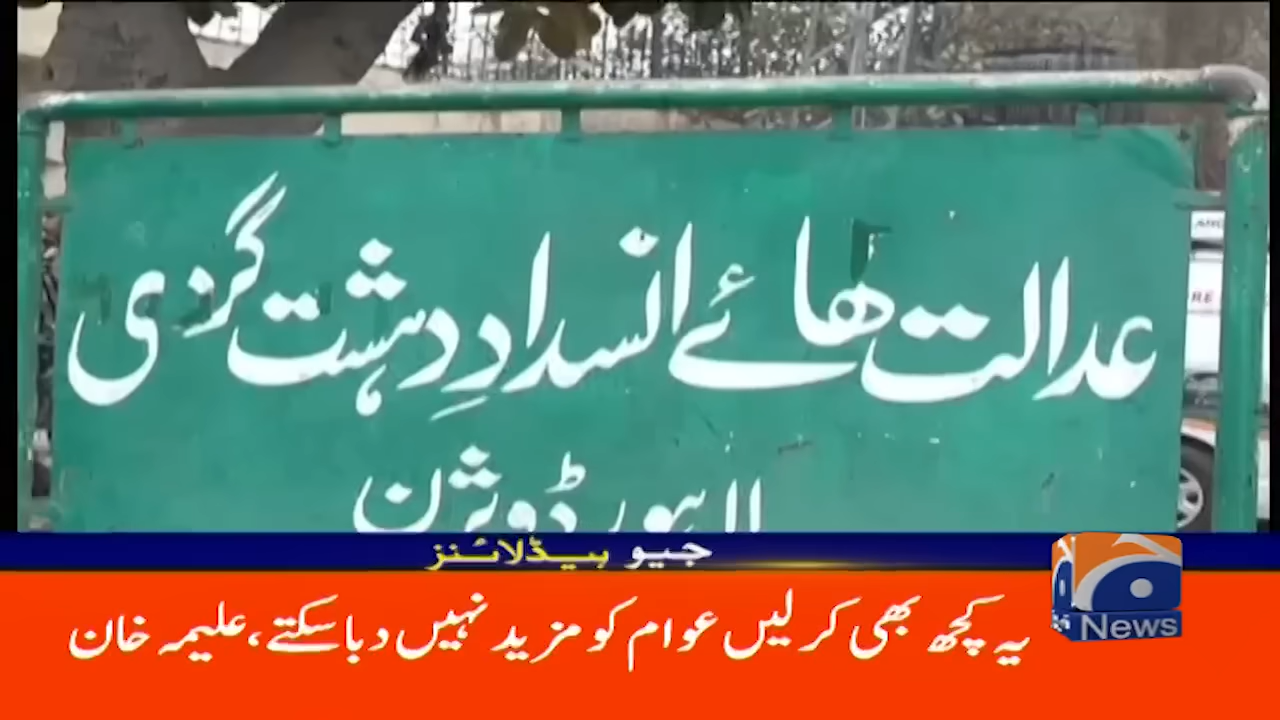 عدالت ھائے انسدادِ دہشت گردی
لاہور ڈویژن
جیو ہیڈلائنز
یہ کچھ بھی کرلیں عوام کو مزید نہیں دبا سکتے، علیمہ خان
News